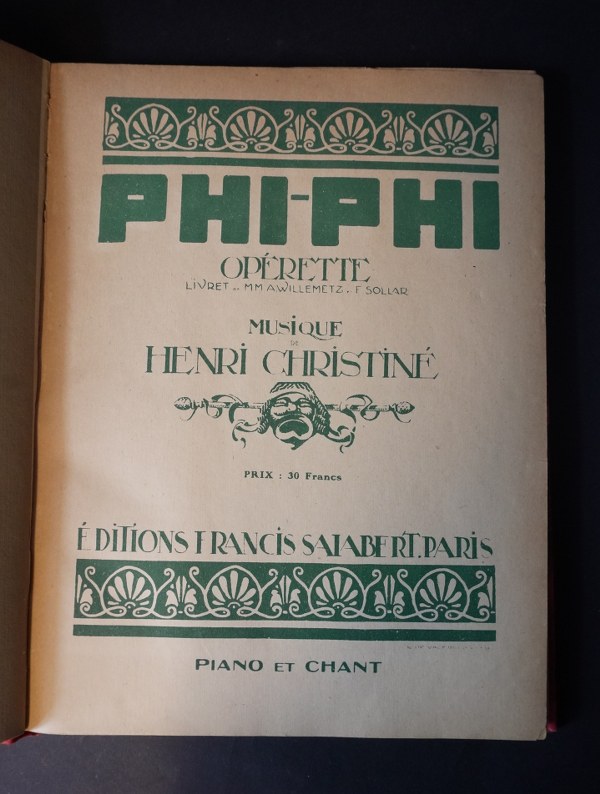 PHI-PHI
OPÉRETTE
LIVRET DE MM A. WILLEMETZ & F SOLLAR
MUSIQUE
DE
HENRI CHRISTINÉ
PRIX : 30 Francs
ÉDITIONS FRANCIS SALABERT. PARIS
PIANO ET CHANT